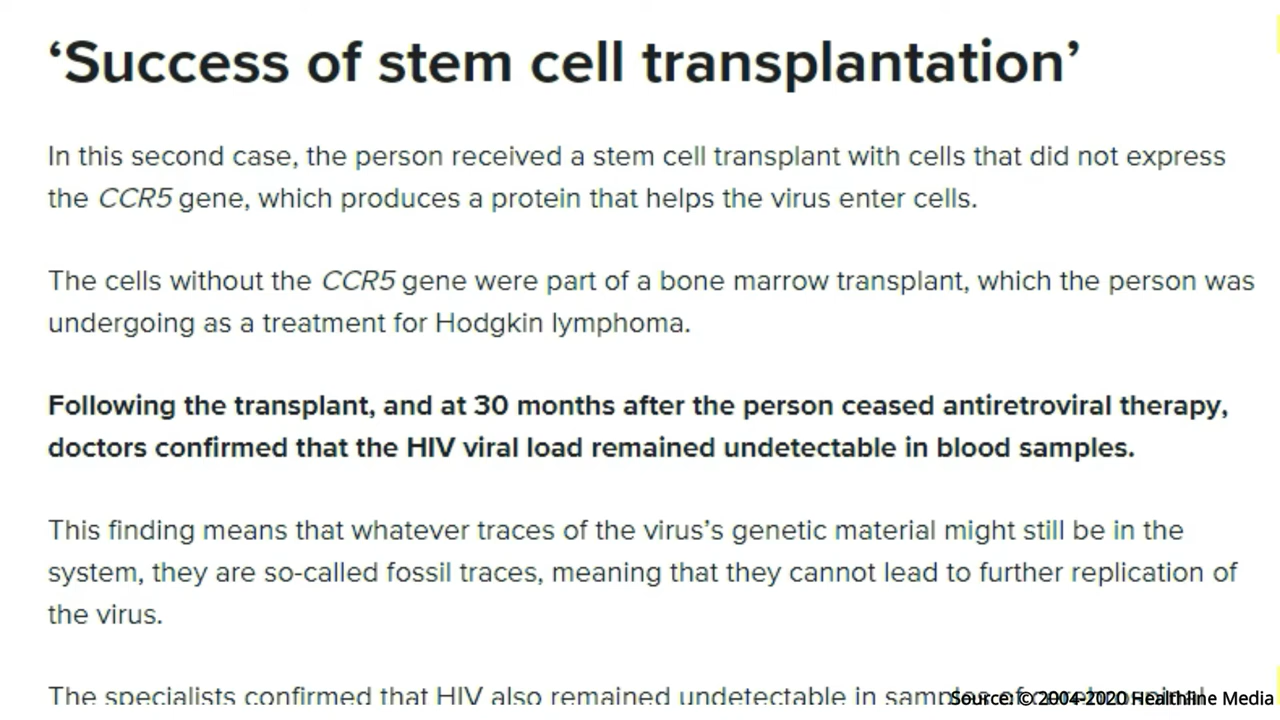 ‘Success of stem cell transplantation’
In this second case, the person received a stem cell transplant with cells that did not express
the CCR5 gene, which produces a protein that helps the virus enter cells.
The cells without the CCR5 gene were part of a bone marrow transplant, which the person was
undergoing as a treatment for Hodgkin lymphoma.
Following the transplant, and at 30 months after the person ceased antiretroviral therapy,
doctors confirmed that the HIV viral load remained undetectable in blood samples.
This finding means that whatever traces of the virus’s genetic material might still be in the
system, they are so-called fossil traces, meaning that they cannot lead to further replication of
the virus.
The specialists confirmed that HIV also remained undetectable in samples of
Source: © 2004-2020 Healthline Media